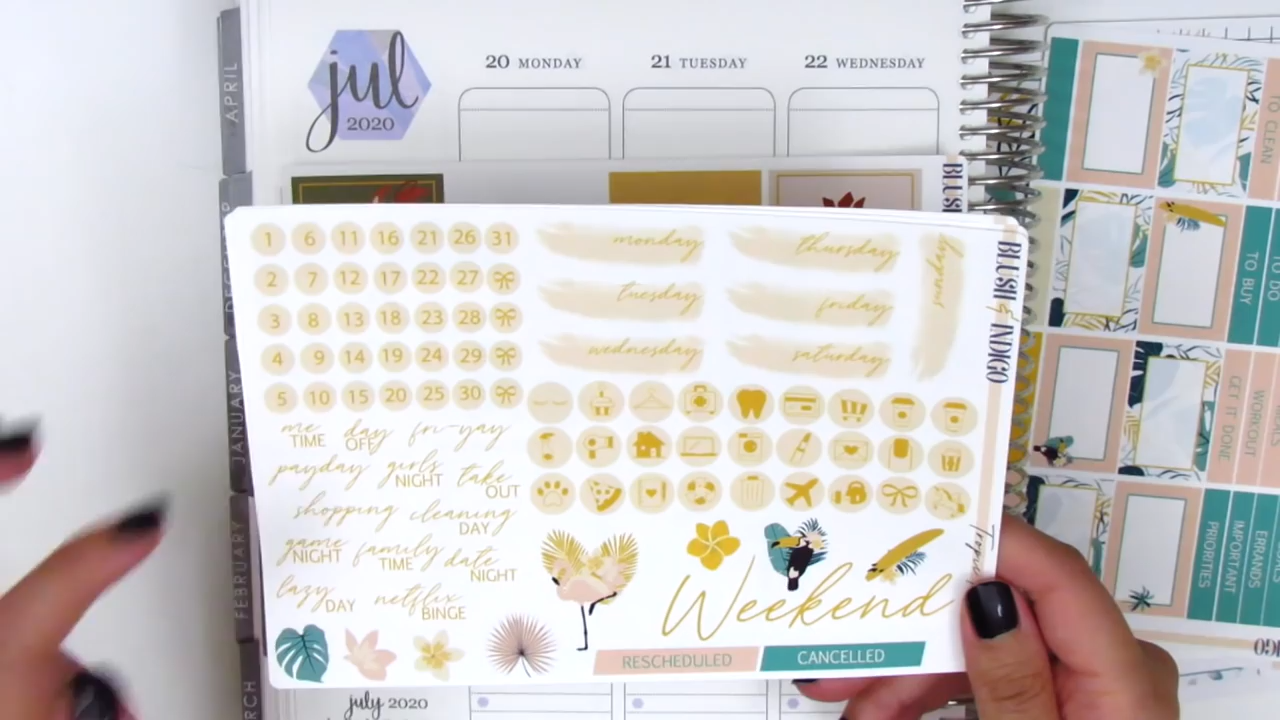 jul
2020
20 MONDAY
21 TUESDAY
22 WEDNESDAY
APRIL
JANUARY
FEBRUARY
MARCH
BLUSH
1 6 11 16 21 26 31
2 7 12 17 22 27
3 8 13 18 23 28
4 9 14 19 24 29
5 10 15 20 25 30
monday
tuesday
wednesday
thursday
friday
saturday
sunday
BLUSH & INDIGO
me TIME
day OFF
fri-yay
payday
girls NIGHT
take OUT
shopping
cleaning DAY
game NIGHT
family TIME
date NIGHT
lazy DAY
netflix BINGE
Weekend
RESCHEDULED
CANCELLED
july 2020
TO CLEAN
TO BUY
TO DO
GET IT DONE
WORKOUT
PRIORITIES
IMPORTANT
ERRANDS